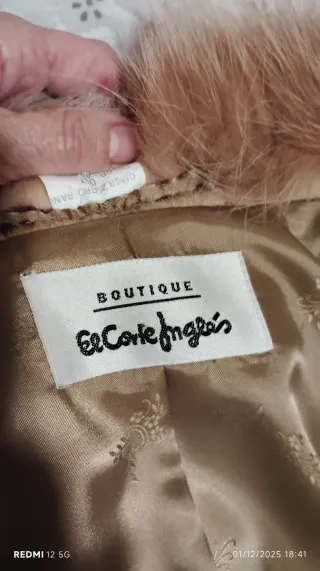 BOUTIQUE
El Corte Inglés
REDMI 12 5G
01/12/2025 18:41